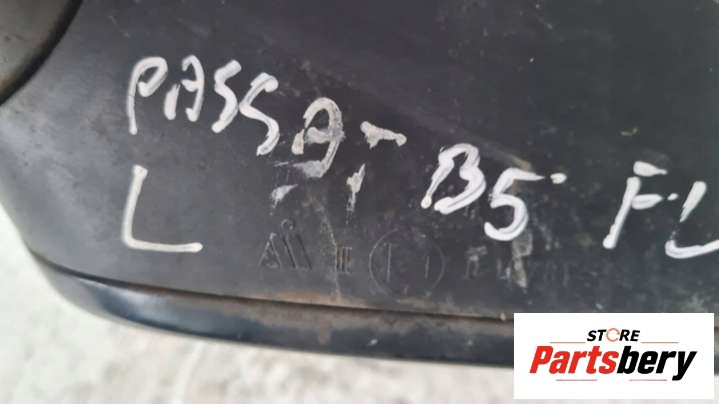 PASSAT B5 FL
L
STORE
Partsbery